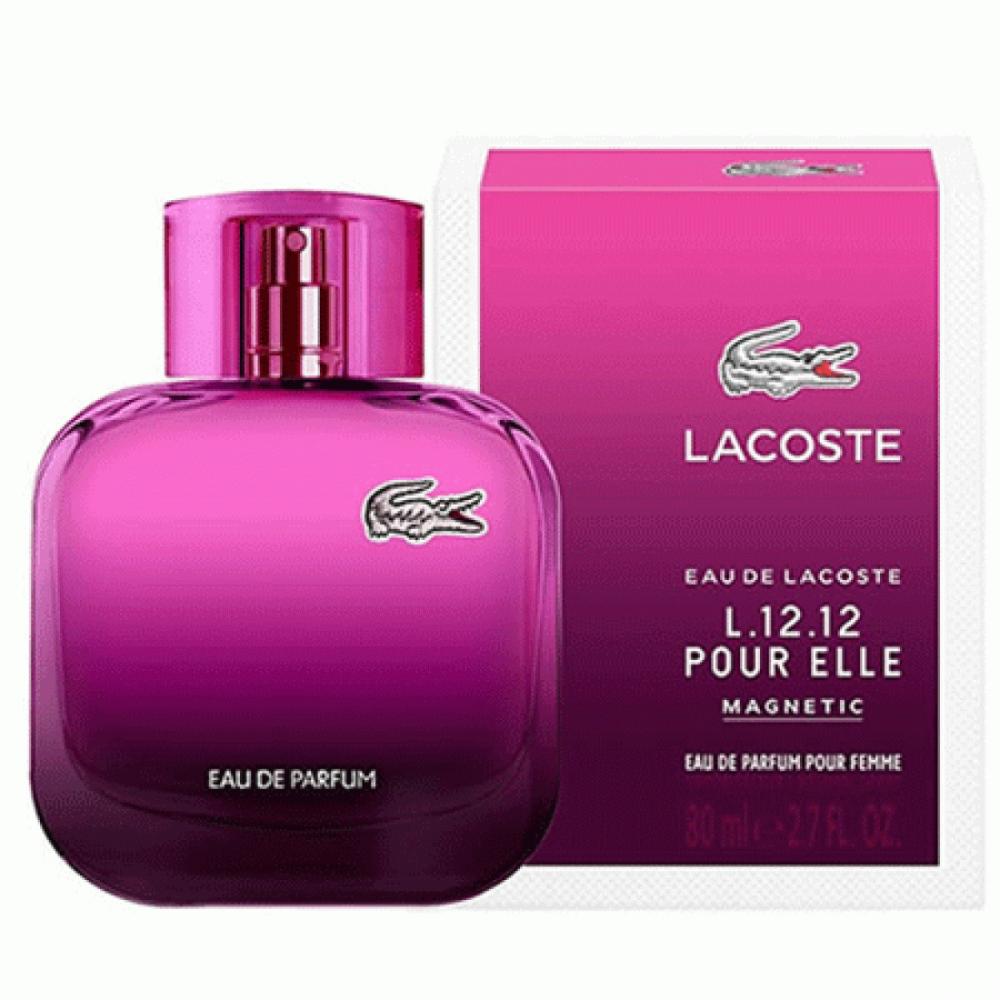 EAU DE PARFUM
LACOSTE
EAU DE LACOSTE
L.12.12
POUR ELLE
MAGNETIC
EAU DE PARFUM POUR FEMME
80 ml 2.7 FL. OZ.